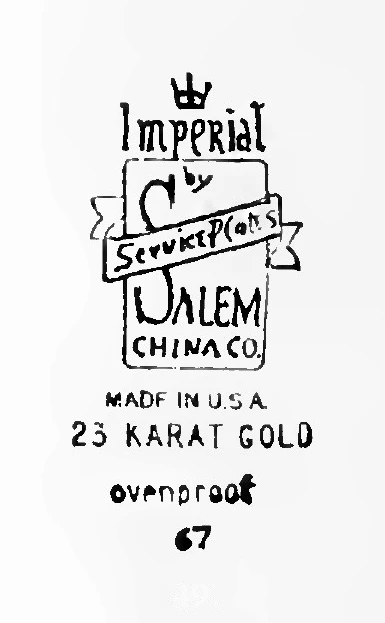 Imperial
by
Service Plates
SALEM
CHINA CO.
MADE IN U.S.A.
23 KARAT GOLD
ovenproof
67